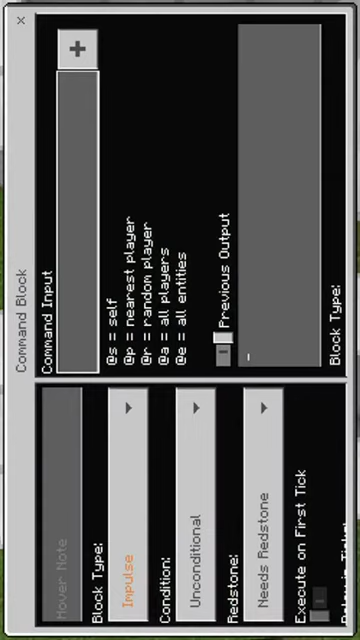 Command Block
Hover Note
Block Type:
Impulse
Condition:
Unconditional
Redstone:
Needs Redstone
Execute on First Tick
Command Input
@s = self
@p = nearest player
@r = random player
@a = all players
@e = all entities
Previous Output
-
Block Type: